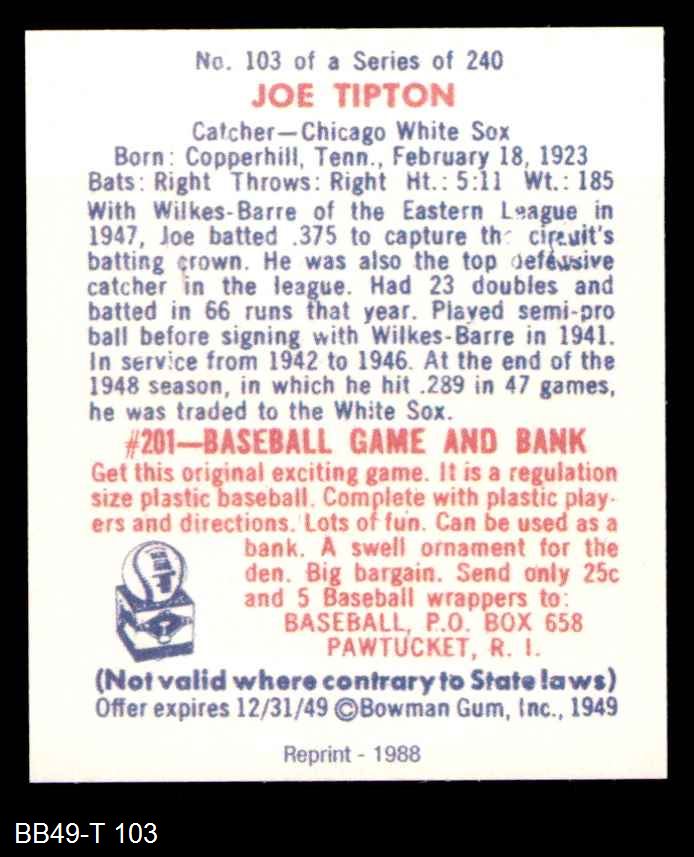 No. 103 of a Series of 240
JOE TIPTON
Catcher—Chicago White Sox
Born: Copperhill, Tenn., February 18, 1923
Bats: Right Throws: Right Ht.: 5:11 Wt.: 185
With Wilkes-Barre of the Eastern League in
1947, Joe batted .375 to capture the circuit's
batting crown. He was also the top defensive
catcher in the league. Had 23 doubles and
batted in 66 runs that year. Played semi-pro
ball before signing with Wilkes-Barre in 1941.
In service from 1942 to 1946. At the end of the
1948 season, in which he hit .289 in 47 games,
he was traded to the White Sox.
#201—BASEBALL GAME AND BANK
Get this original exciting game. It is a regulation
size plastic baseball. Complete with plastic play-
ers and directions. Lots of fun. Can be used as a
bank. A swell ornament for the
den. Big bargain. Send only 25c
and 5 Baseball wrappers to:
BASEBALL, P.O. BOX 658
PAWTUCKET, R. I.
(Not valid where contrary to State laws)
Offer expires 12/31/49 ©Bowman Gum, Inc., 1949
Reprint - 1988
BB49-T 103